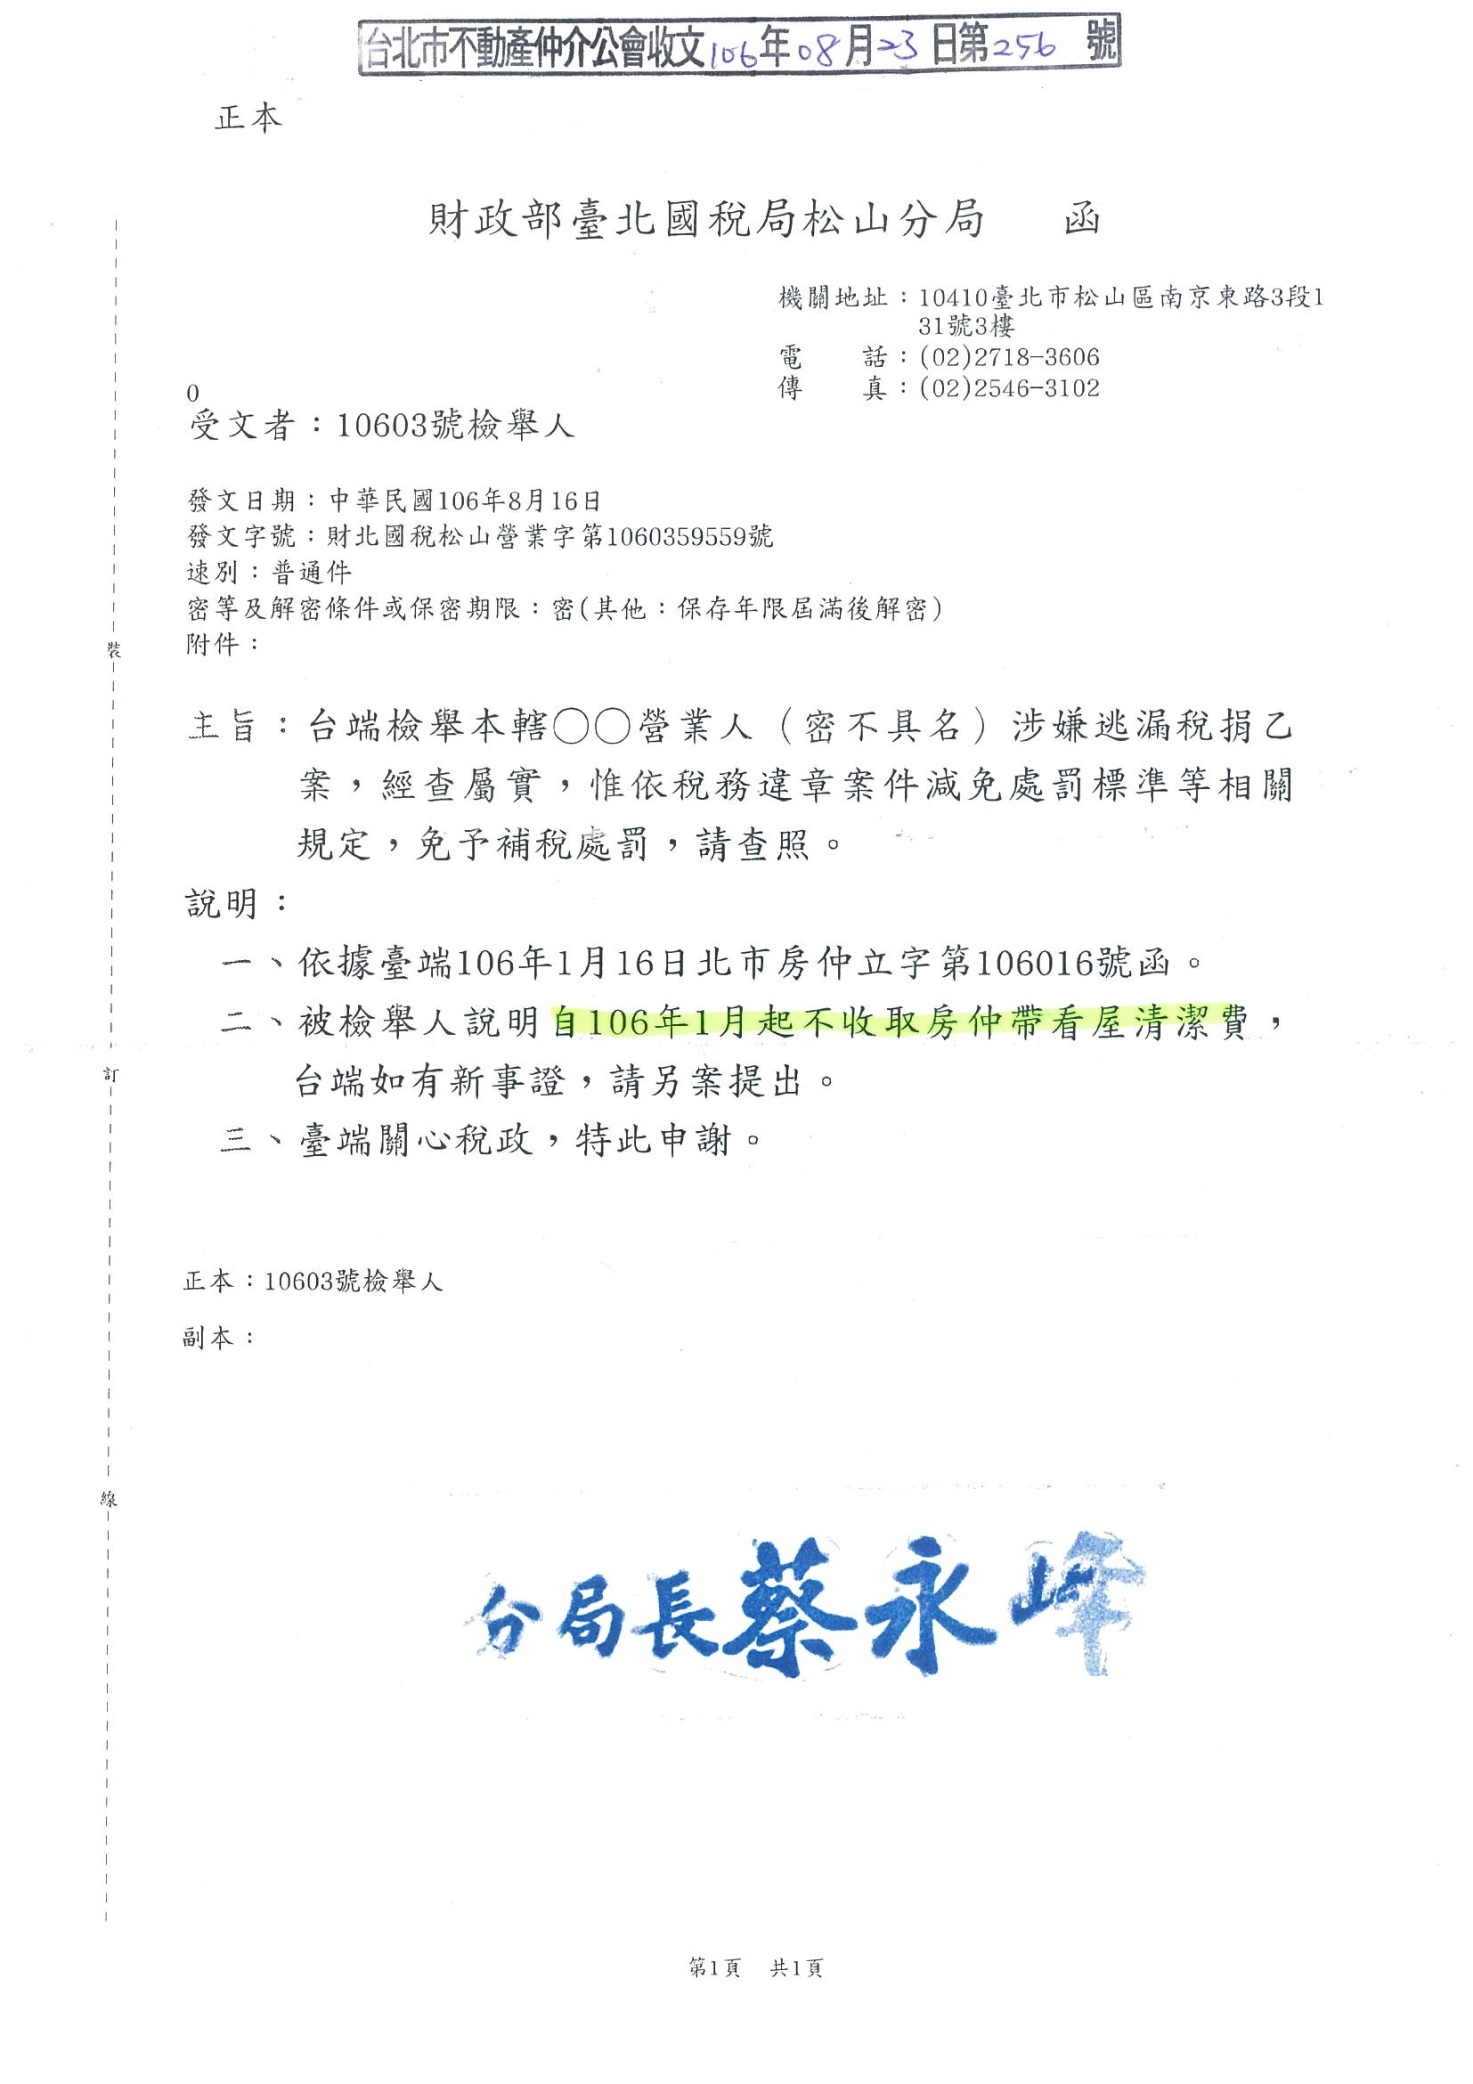 台北市不動產仲介公會收文106年08月23日第256 號
正本
財政部臺北國稅局松山分局 函
機關地址：10410臺北市松山區南京東路3段1
31號3樓
電 話：(02)2718-3606
傳 真：(02)2546-3102
0
受文者：10603號檢舉人
發文日期：中華民國106年8月16日
發文字號：財北國稅松山營業字第1060359559號
速別：普通件
密等及解密條件或保密期限：密(其他：保存年限屆滿後解密)
附件：
主旨：台端檢舉本轄○○營業人（密不具名）涉嫌逃漏稅捐乙
案，經查屬實，惟依稅務違章案件減免處罰標準等相關
規定，免予補稅處罰，請查照。
說明：
一、依據臺端106年1月16日北市房仲立字第106016號函。
二、被檢舉人說明自106年1月起不收取房仲帶看屋清潔費，
台端如有新事證，請另案提出。
三、臺端關心稅政，特此申謝。
正本：10603號檢舉人
副本：
裝
訂
線
分局長蔡永峰
第1頁 共1頁